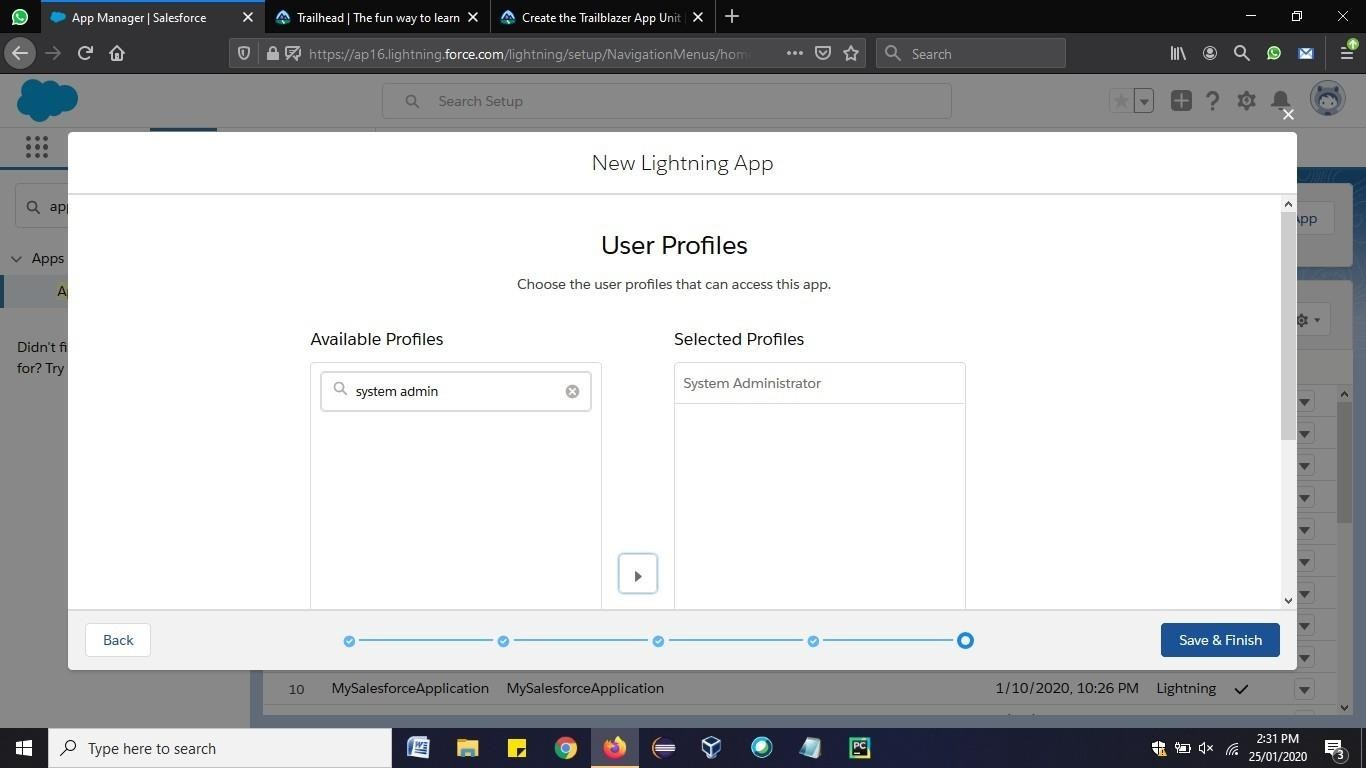 App Manager | Salesforce
Trailhead | The fun way to learn
Create the Trailblazer App Unit
https://ap16.lightning.force.com/lightning/setup/NavigationMenus/hom
Search
Search Setup
New Lightning App
app
App
User Profiles
Choose the user profiles that can access this app.
Apps
Didn't fi
for? Try
Available Profiles
Selected Profiles
system admin
System Administrator
Back
Save & Finish
10 MySalesforceApplication MySalesforceApplication 1/10/2020, 10:26 PM Lightning
Type here to search
2:31 PM
25/01/2020
3